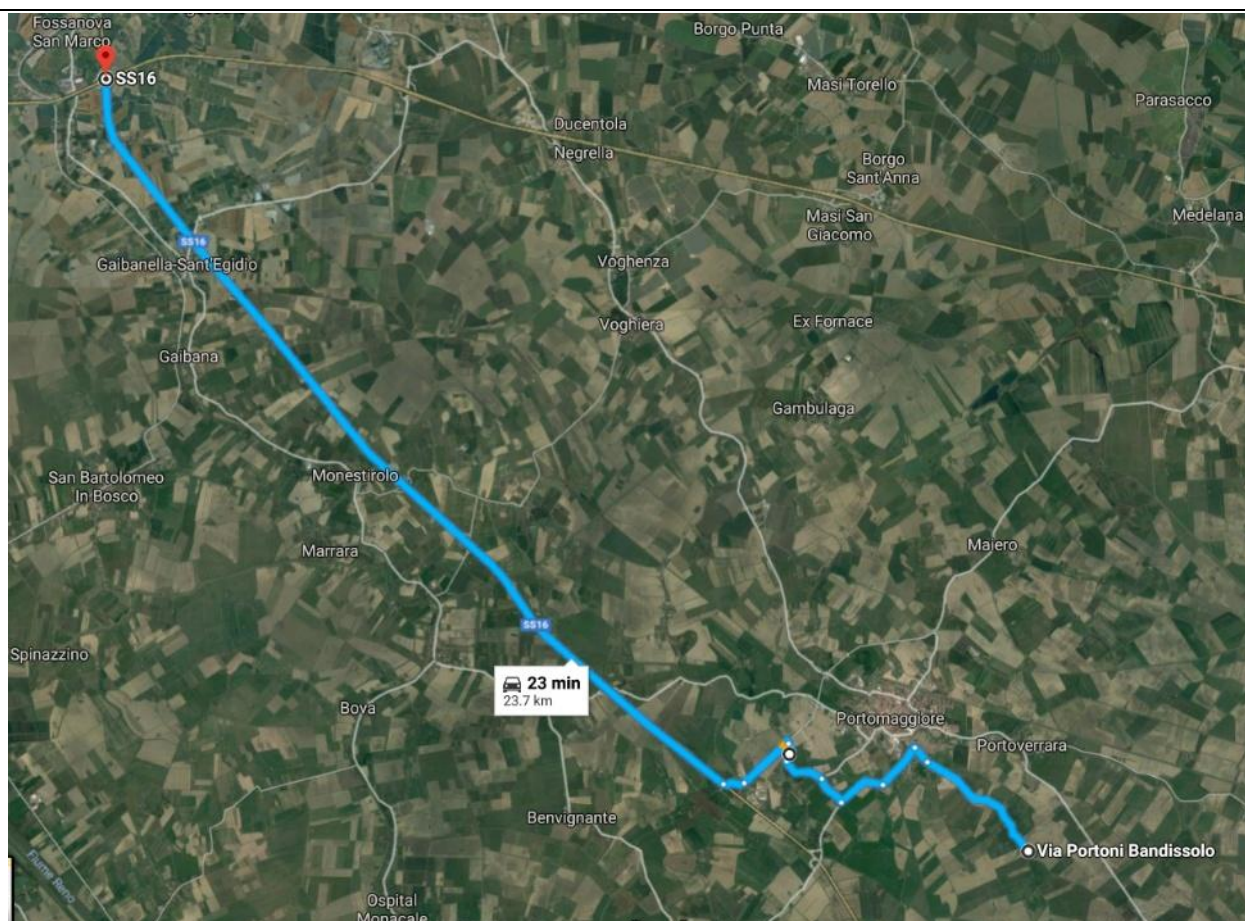 Fossanova
San Marco
SS16
Borgo Punta
Masi Torello
Parasacco
Ducentola
Negrella
Borgo
Sant'Anna
Masi San
Giacomo
Medelana
SS16
Gaibanella-Sant'Egidio
Voghenza
Voghiera
Ex Fornace
Gaibana
Gambulaga
San Bartolomeo
In Bosco
Monestirolo
Marrara
Maiero
SS16
Spinazzino
23 min
23.7 km
Bova
Portomaggiore
Portoverrara
Benvignante
Via Portoni Bandissolo
Fiume Reno
Ospital
Monacale